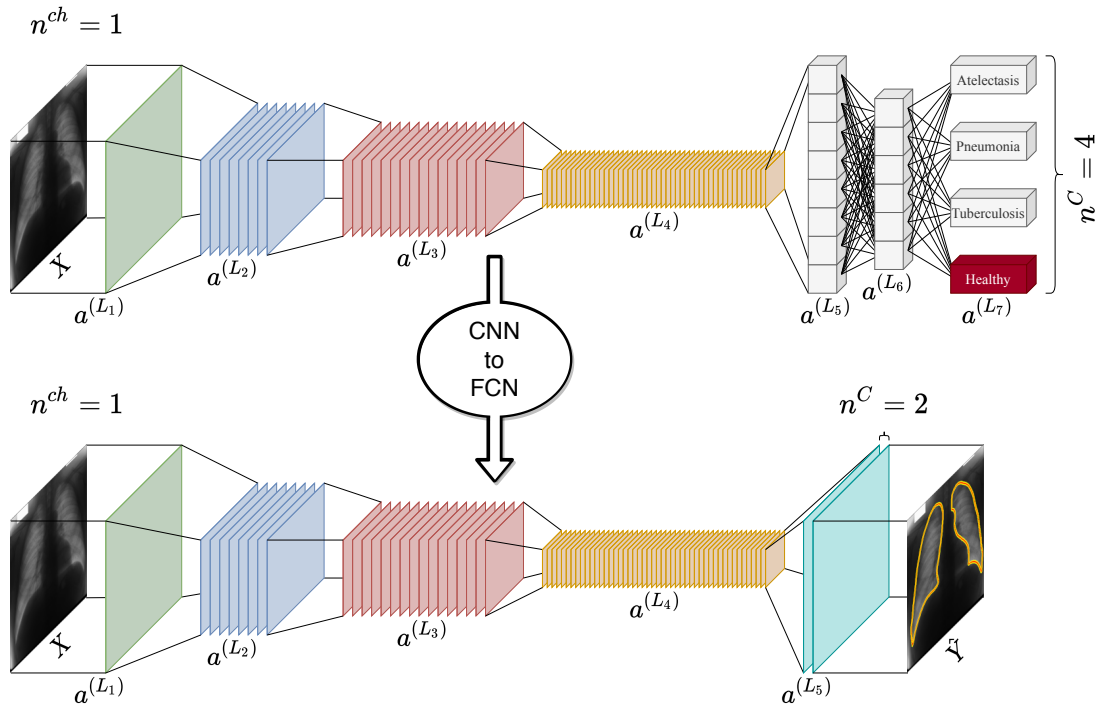 n^{ch} = 1
Atelectasis
Pneumonia
Tuberculosis
Healthy
n^C = 4
X
a^{(L_1)}
a^{(L_2)}
a^{(L_3)}
a^{(L_4)}
a^{(L_5)}
a^{(L_6)}
a^{(L_7)}
CNN
to
FCN
n^{ch} = 1
n^C = 2
X
a^{(L_1)}
a^{(L_2)}
a^{(L_3)}
a^{(L_4)}
a^{(L_5)}
Ỹ